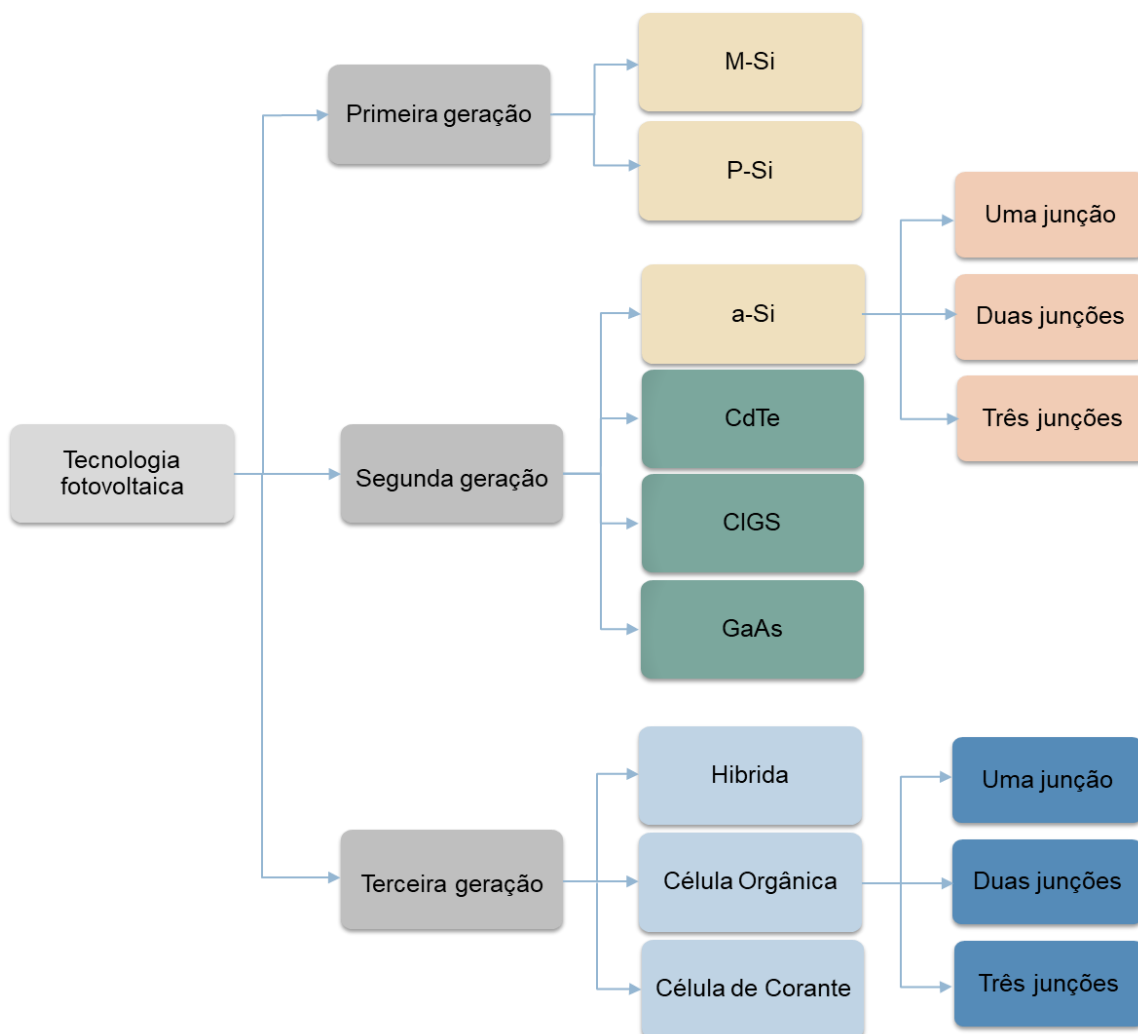 Tecnologia
fotovoltaica
Primeira geração
M-Si
P-Si
Segunda geração
a-Si
Uma junção
Duas junções
Três junções
CdTe
CIGS
GaAs
Terceira geração
Hibrida
Célula Orgânica
Uma junção
Duas junções
Três junções
Célula de Corante